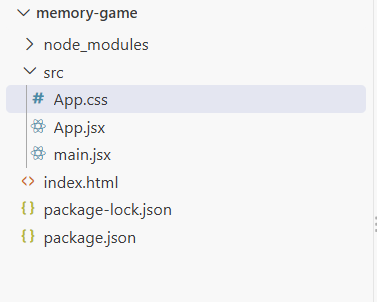 memory-game
node_modules
src
# App.css
App.jsx
main.jsx
<> index.html
{} package-lock.json
{} package.json